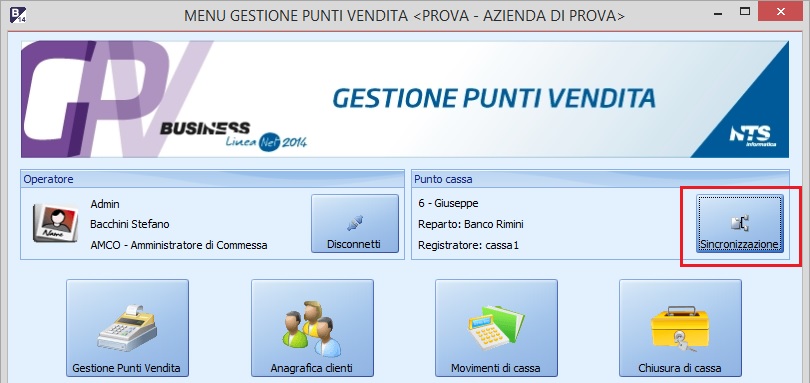 B 14
MENU GESTIONE PUNTI VENDITA <PROVA - AZIENDA DI PROVA>
GPV
BUSINESS
Linea Net 2014
GESTIONE PUNTI VENDITA
NTS
informatica
Operatore
Admin
Bacchini Stefano
AMCO - Amministratore di Commessa
Name
Disconnetti
Punto cassa
6 - Giuseppe
Reparto: Banco Rimini
Registratore: cassa1
Sincronizzazione
Gestione Punti Vendita
Anagrafica clienti
Movimenti di cassa
Chiusura di cassa